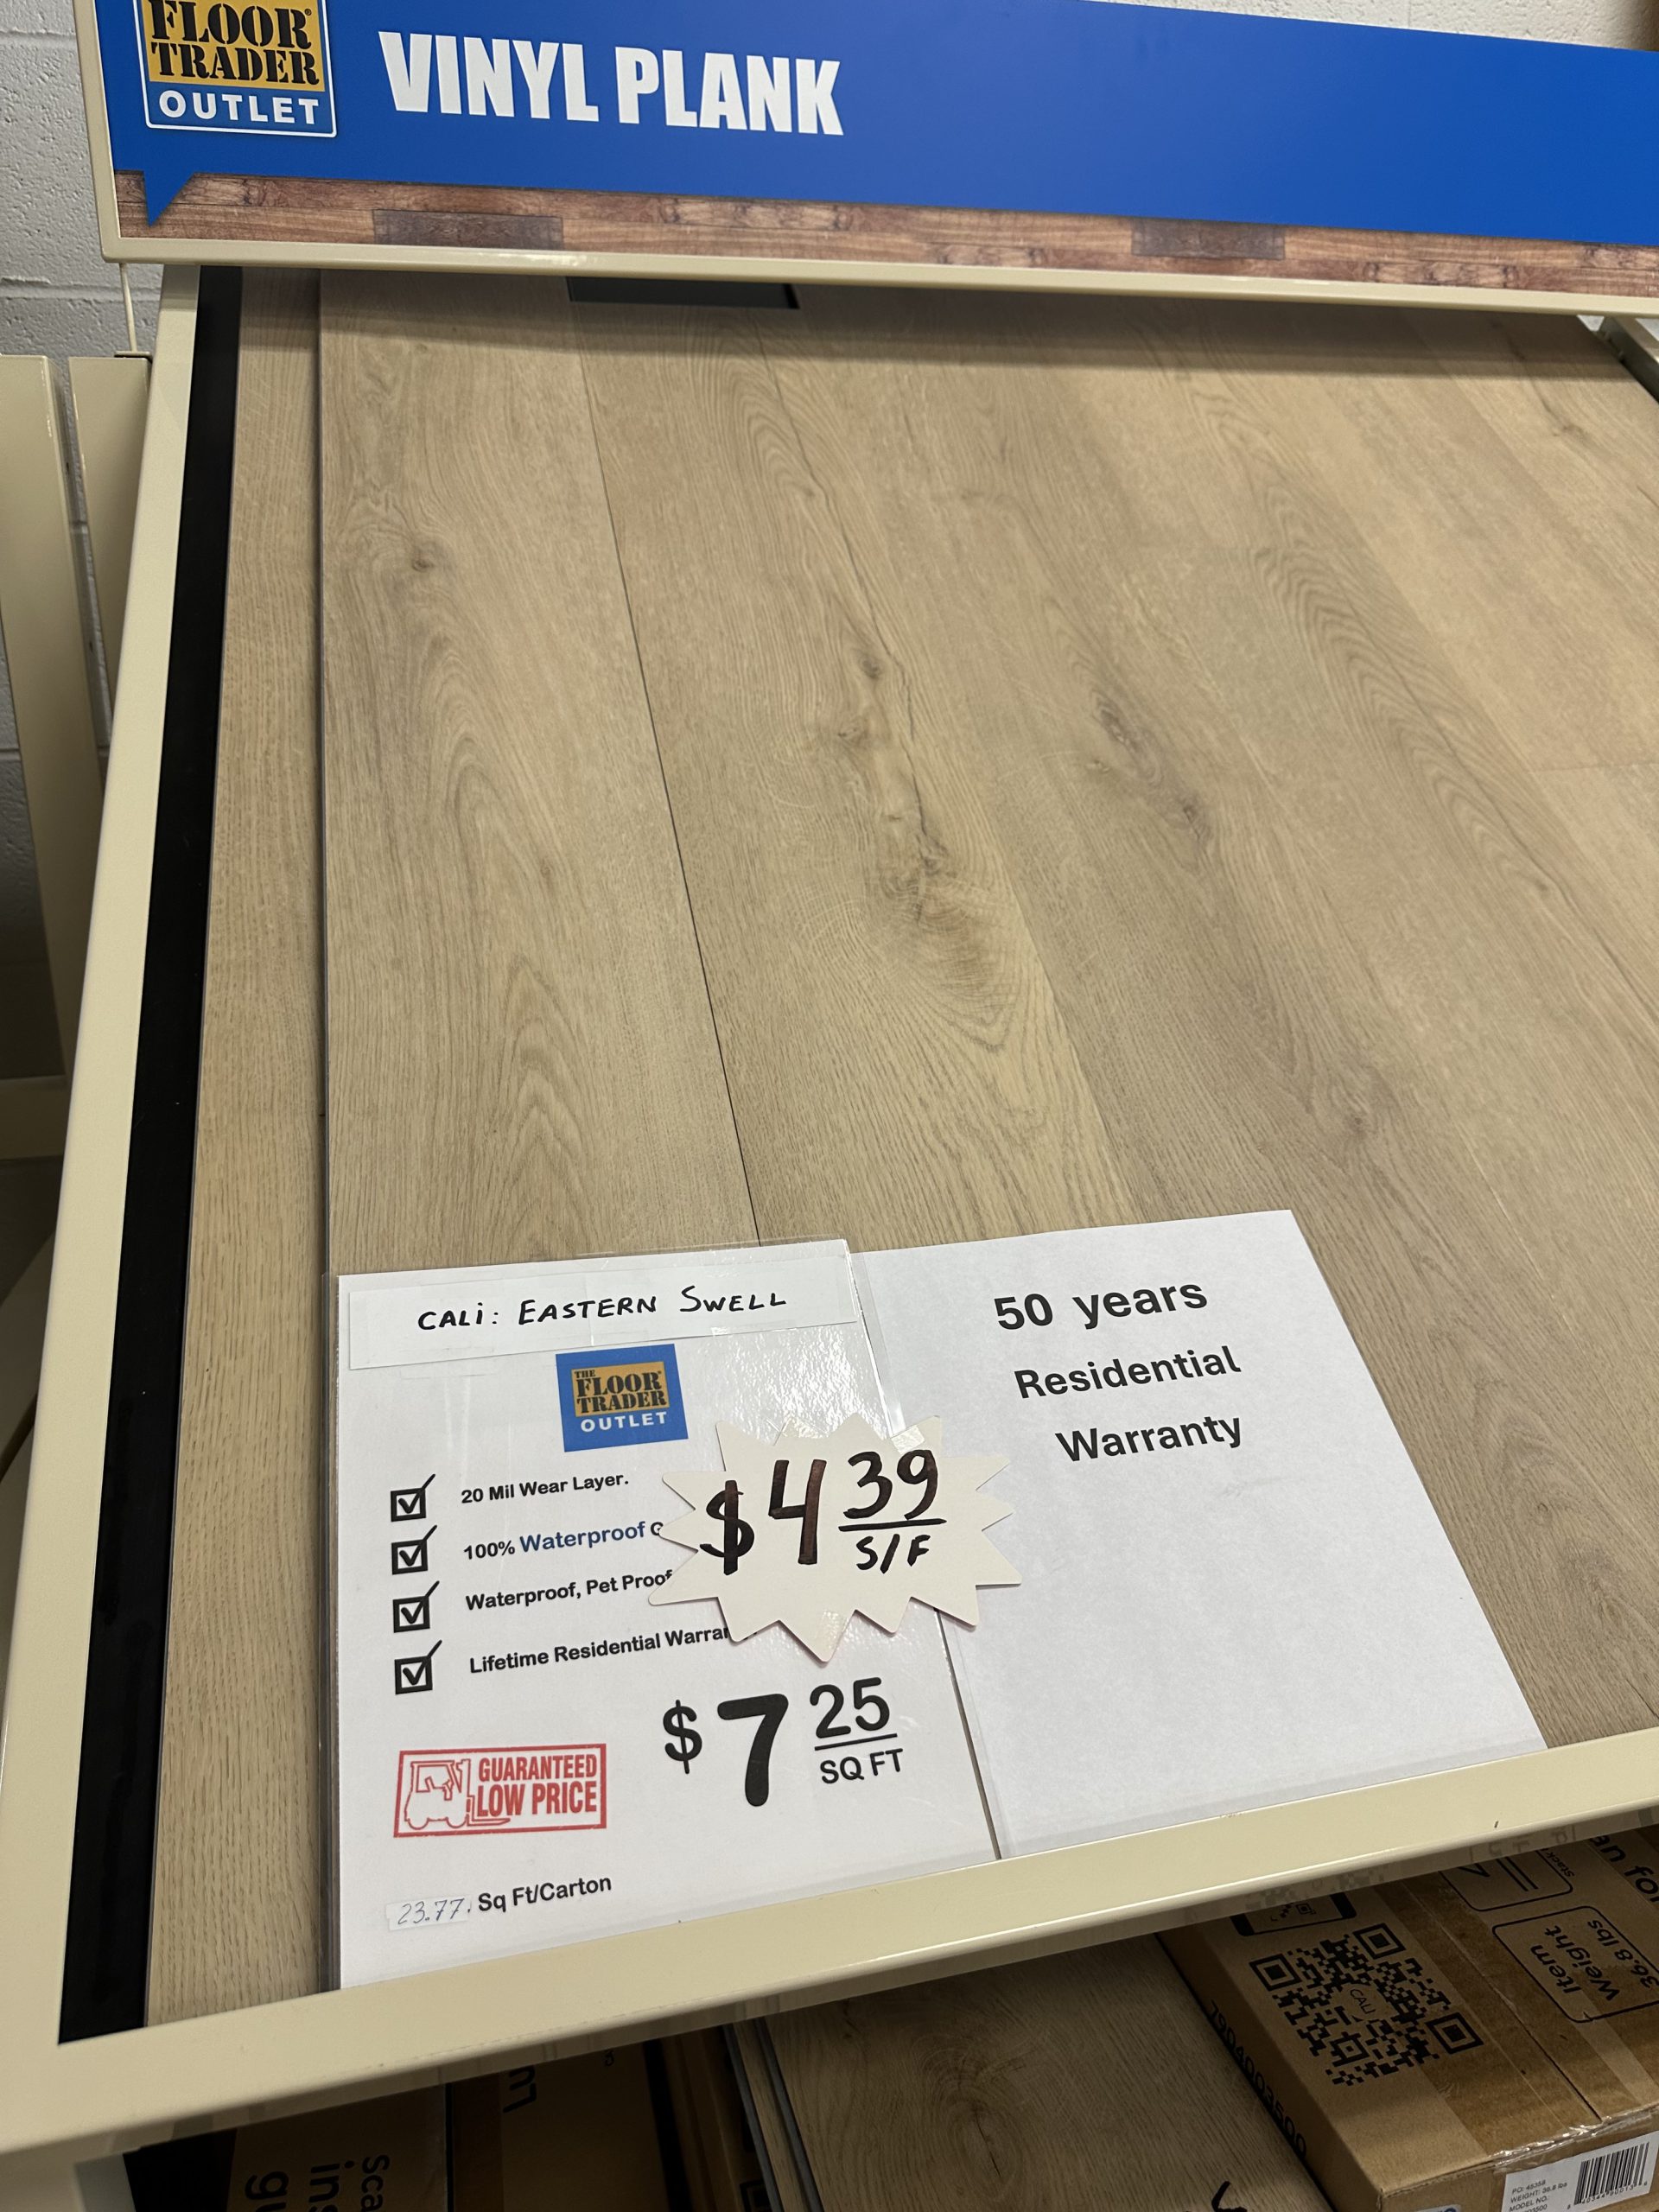 FLOOR
TRADER
OUTLET
VINYL PLANK
CALI: EASTERN SWELL
THE
FLOOR
TRADER
OUTLET
20 Mil Wear Layer.
100% Waterproof
Waterproof, Pet Proof
Lifetime Residential
$4 39
S/F
$7 25
SQ FT
GUARANTEED
LOW PRICE
23.77. Sq Ft/Carton
50 years
Residential
Warranty
Item
Weight
36.8 lbs
CALI